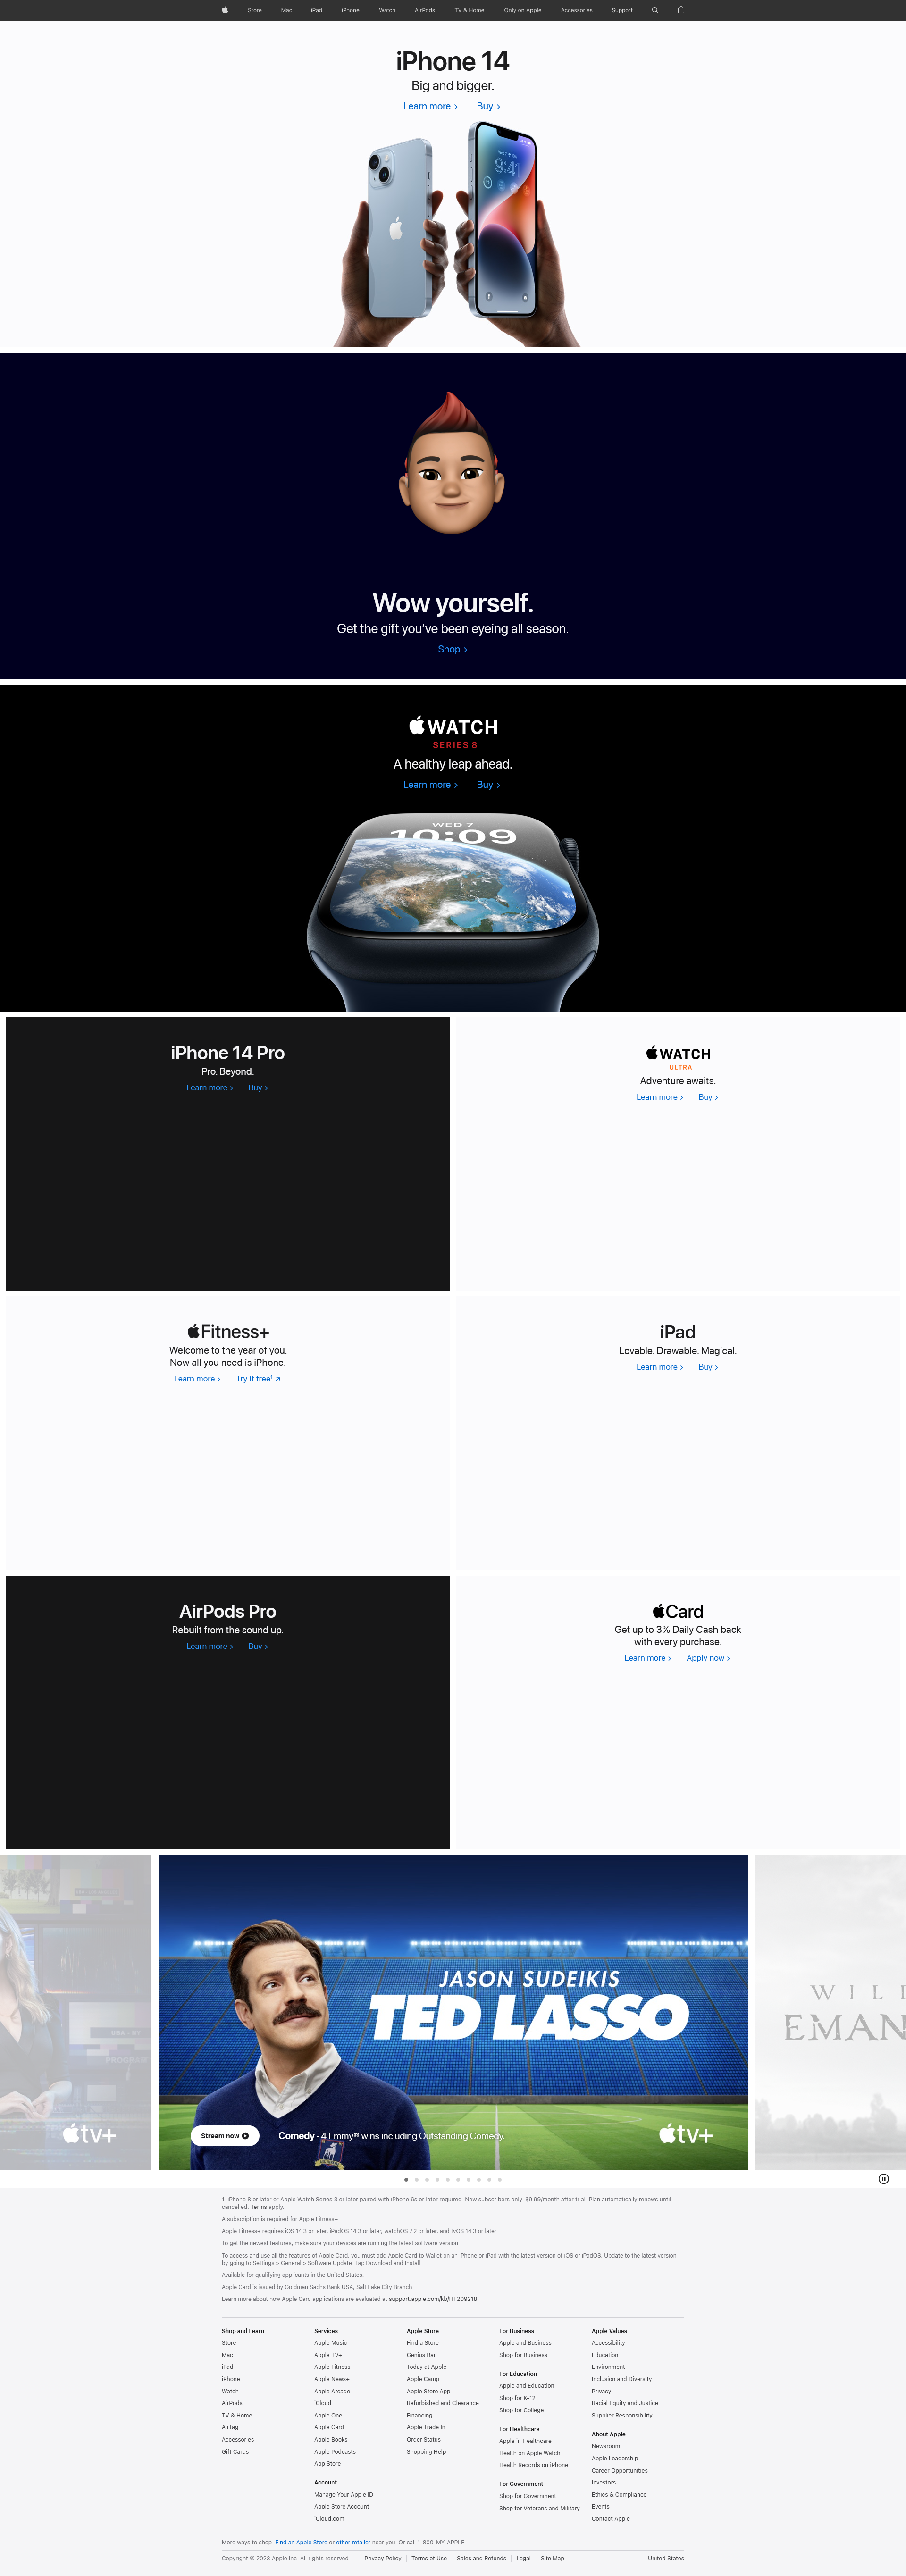 Store Mac iPad iPhone Watch AirPods TV & Home Only on Apple Accessories Support
iPhone 14
Big and bigger.
Learn more > Buy >
9:41
Wow yourself.
Get the gift you’ve been eyeing all season.
Shop >
WATCH
SERIES 8
A healthy leap ahead.
Learn more > Buy >
WED 7
10:09
iPhone 14 Pro
Pro. Beyond.
Learn more > Buy >
WATCH
ULTRA
Adventure awaits.
Learn more > Buy >
Fitness+
Welcome to the year of you.
Now all you need is iPhone.
Learn more > Try it free¹ ↗
iPad
Lovable. Drawable. Magical.
Learn more > Buy >
AirPods Pro
Rebuilt from the sound up.
Learn more > Buy >
Card
Get up to 3% Daily Cash back
with every purchase.
Learn more > Apply now >
tv+
JASON SUDEIKIS
TED LASSO
Stream now
Comedy · 4 Emmy® wins including Outstanding Comedy.
tv+
WILL
EMAN
1. iPhone 8 or later or Apple Watch Series 3 or later paired with iPhone 6s or later required. New subscribers only. $9.99/month after trial. Plan automatically renews until
cancelled. Terms apply.
A subscription is required for Apple Fitness+.
Apple Fitness+ requires iOS 14.3 or later, iPadOS 14.3 or later, watchOS 7.2 or later, and tvOS 14.3 or later.
To get the newest features, make sure your devices are running the latest software version.
To access and use all the features of Apple Card, you must add Apple Card to Wallet on an iPhone or iPad with the latest version of iOS or iPadOS. Update to the latest version
by going to Settings > General > Software Update. Tap Download and Install.
Available for qualifying applicants in the United States.
Apple Card is issued by Goldman Sachs Bank USA, Salt Lake City Branch.
Learn more about how Apple Card applications are evaluated at support.apple.com/kb/HT209218.
Shop and Learn
Store
Mac
iPad
iPhone
Watch
AirPods
TV & Home
AirTag
Accessories
Gift Cards
Services
Apple Music
Apple TV+
Apple Fitness+
Apple News+
Apple Arcade
iCloud
Apple One
Apple Card
Apple Books
Apple Podcasts
App Store
Account
Manage Your Apple ID
Apple Store Account
iCloud.com
Apple Store
Find a Store
Genius Bar
Today at Apple
Apple Camp
Apple Store App
Refurbished and Clearance
Financing
Apple Trade In
Order Status
Shopping Help
For Business
Apple and Business
Shop for Business
For Education
Apple and Education
Shop for K-12
Shop for College
For Healthcare
Apple in Healthcare
Health on Apple Watch
Health Records on iPhone
For Government
Shop for Government
Shop for Veterans and Military
Apple Values
Accessibility
Education
Environment
Inclusion and Diversity
Privacy
Racial Equity and Justice
Supplier Responsibility
About Apple
Newsroom
Apple Leadership
Career Opportunities
Investors
Ethics & Compliance
Events
Contact Apple
More ways to shop: Find an Apple Store or other retailer near you. Or call 1-800-MY-APPLE.
Copyright © 2023 Apple Inc. All rights reserved. Privacy Policy | Terms of Use | Sales and Refunds | Legal | Site Map United States